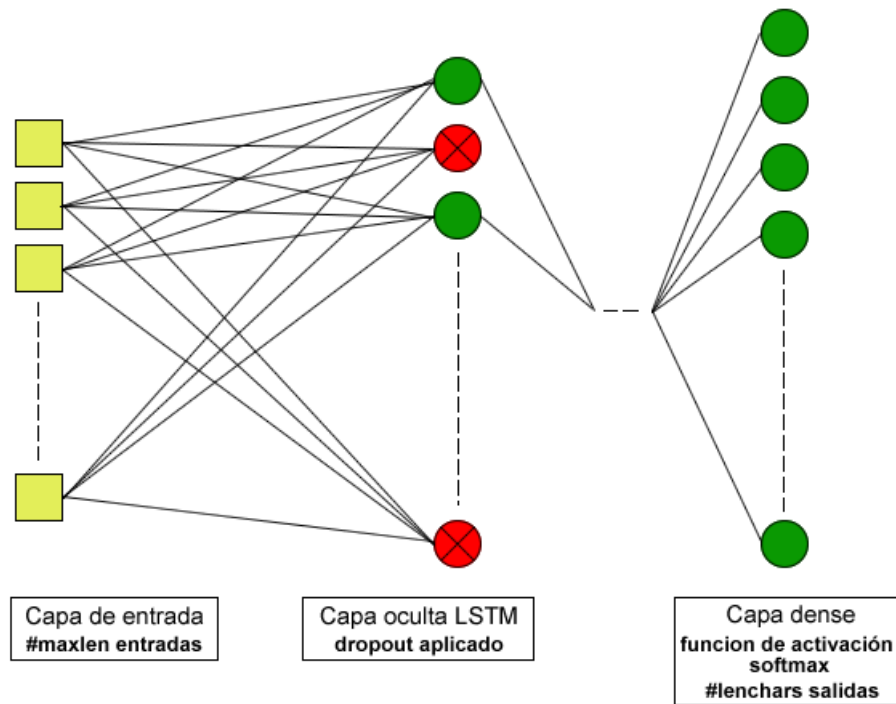 Capa de entrada
#maxlen entradas
Capa oculta LSTM
dropout aplicado
Capa dense
funcion de activación
softmax
#lenchars salidas